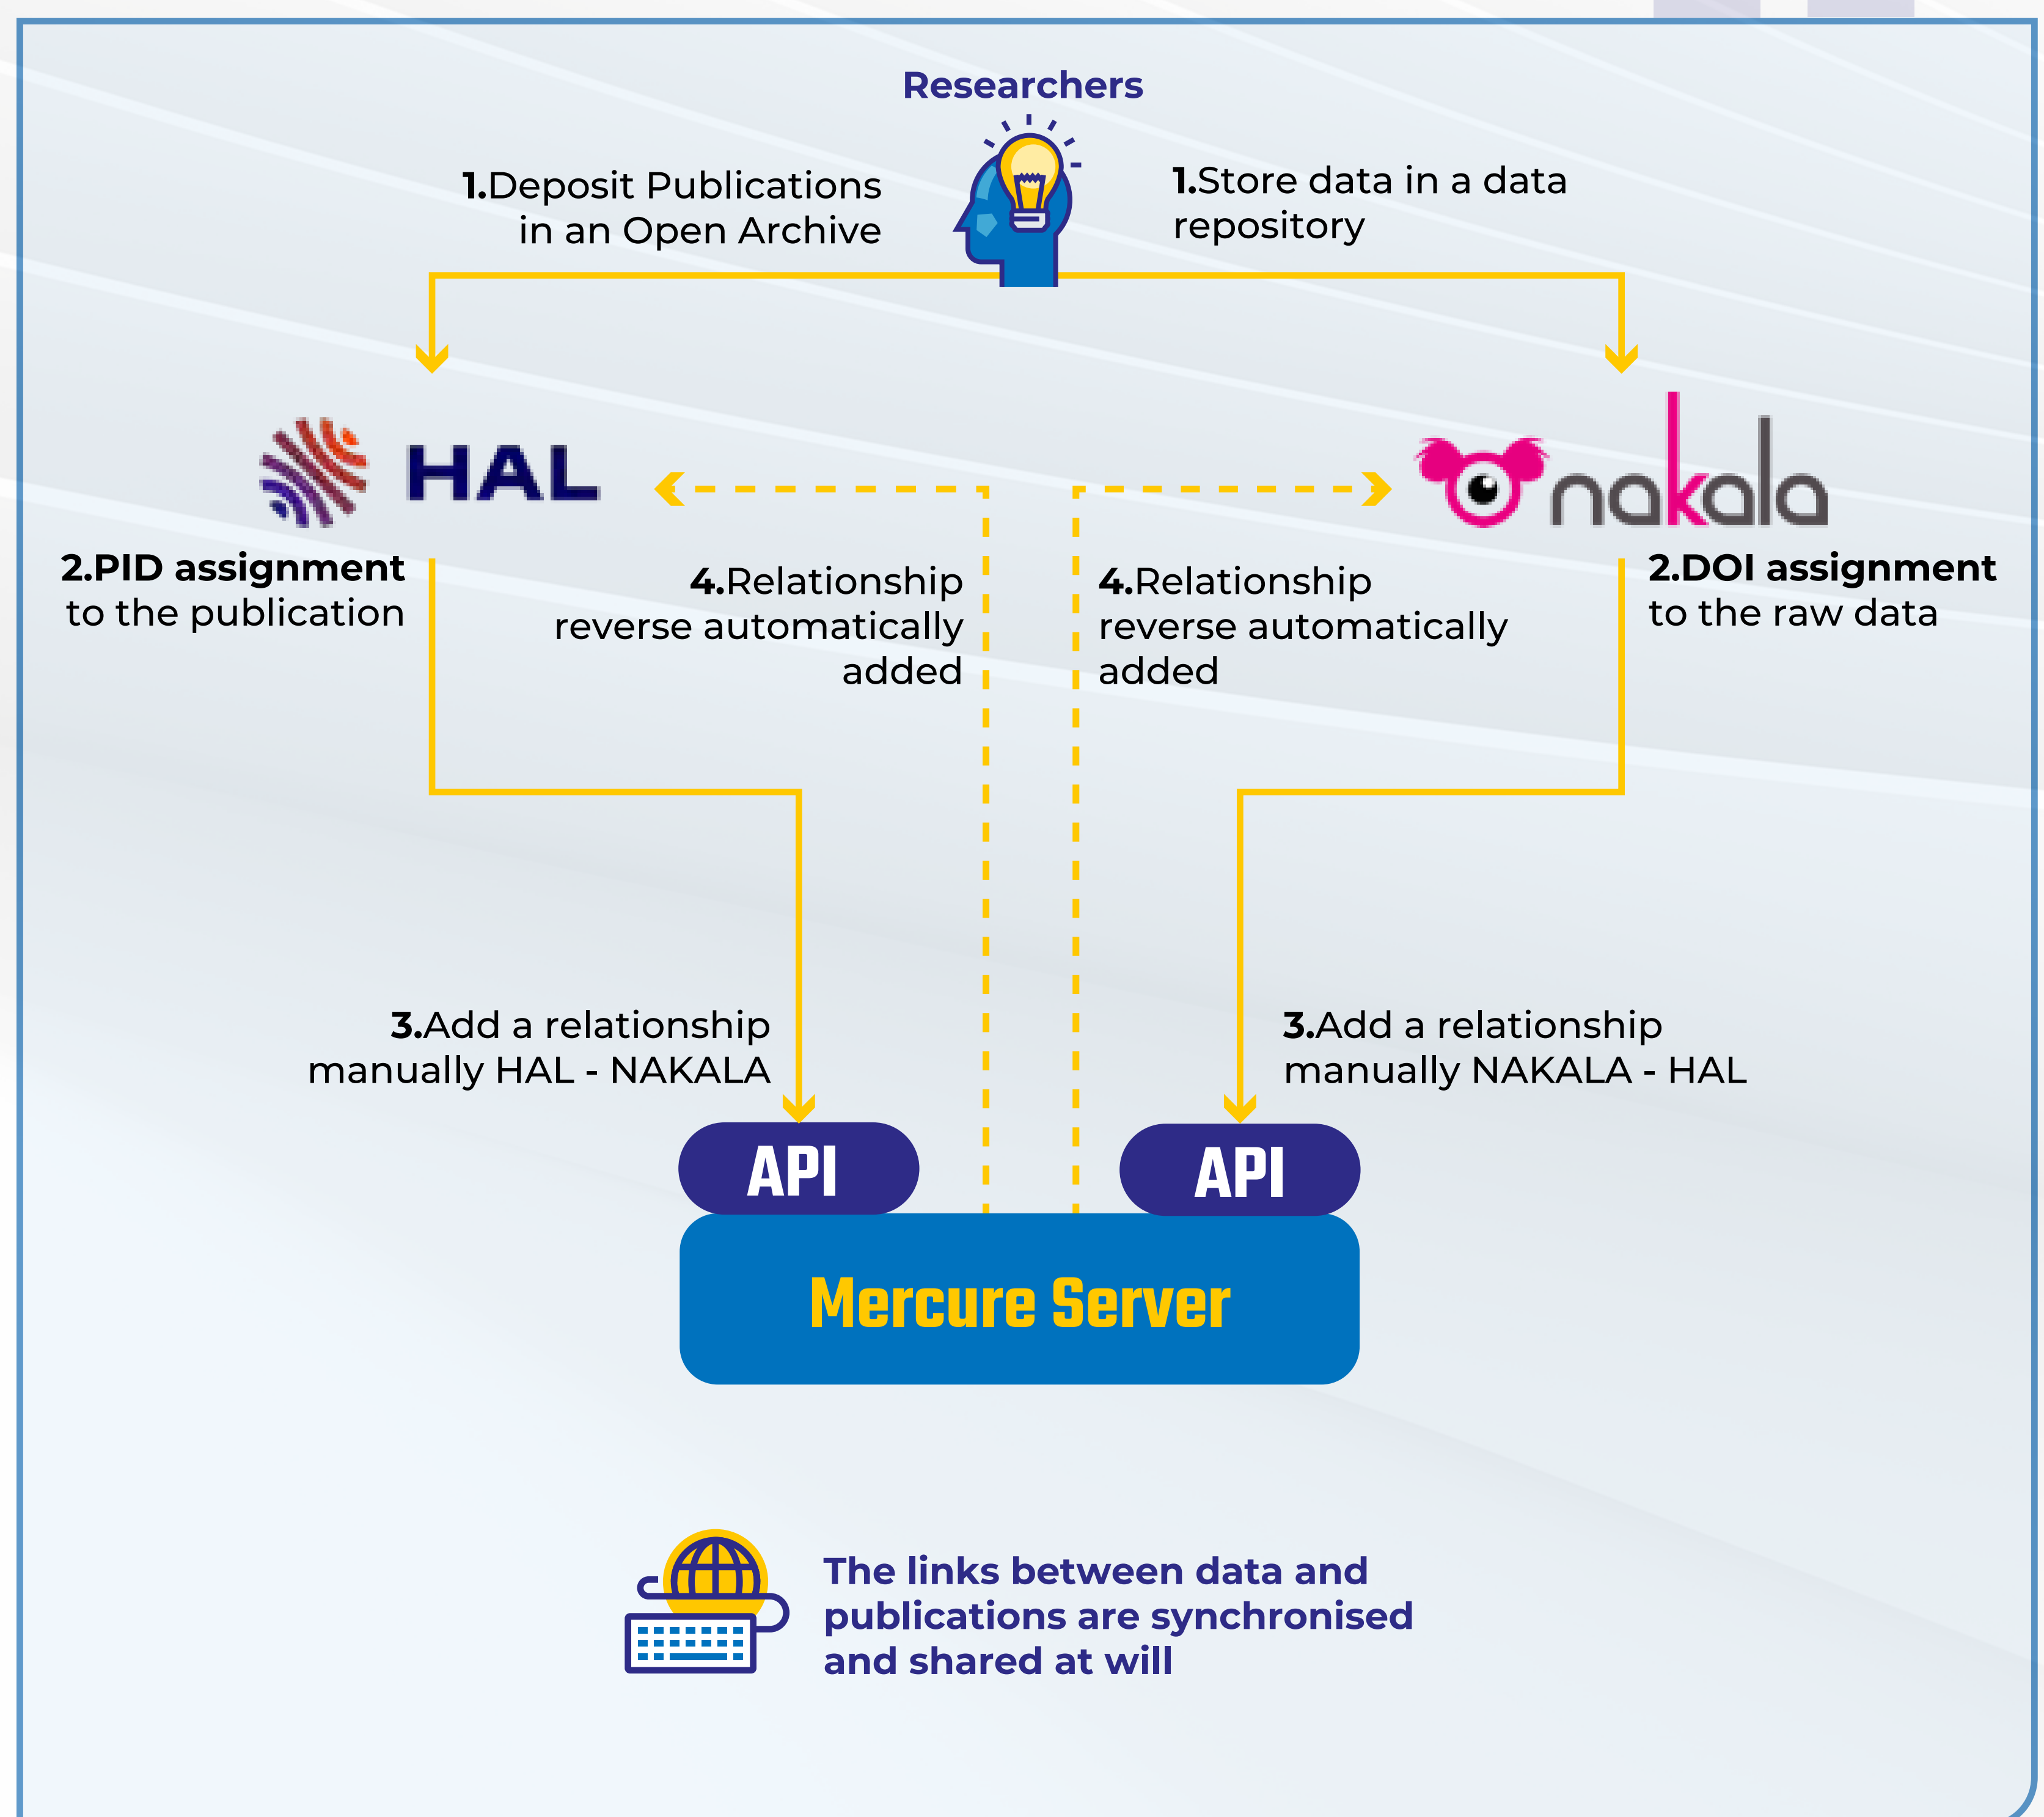 Researchers
1.Deposit Publications
in an Open Archive
1.Store data in a data
repository
HAL
nakala
2.PID assignment
to the publication
4.Relationship
reverse automatically
added
4.Relationship
reverse automatically
added
2.DOI assignment
to the raw data
3.Add a relationship
manually HAL - NAKALA
3.Add a relationship
manually NAKALA - HAL
API
API
Mercure Server
The links between data and
publications are synchronised
and shared at will